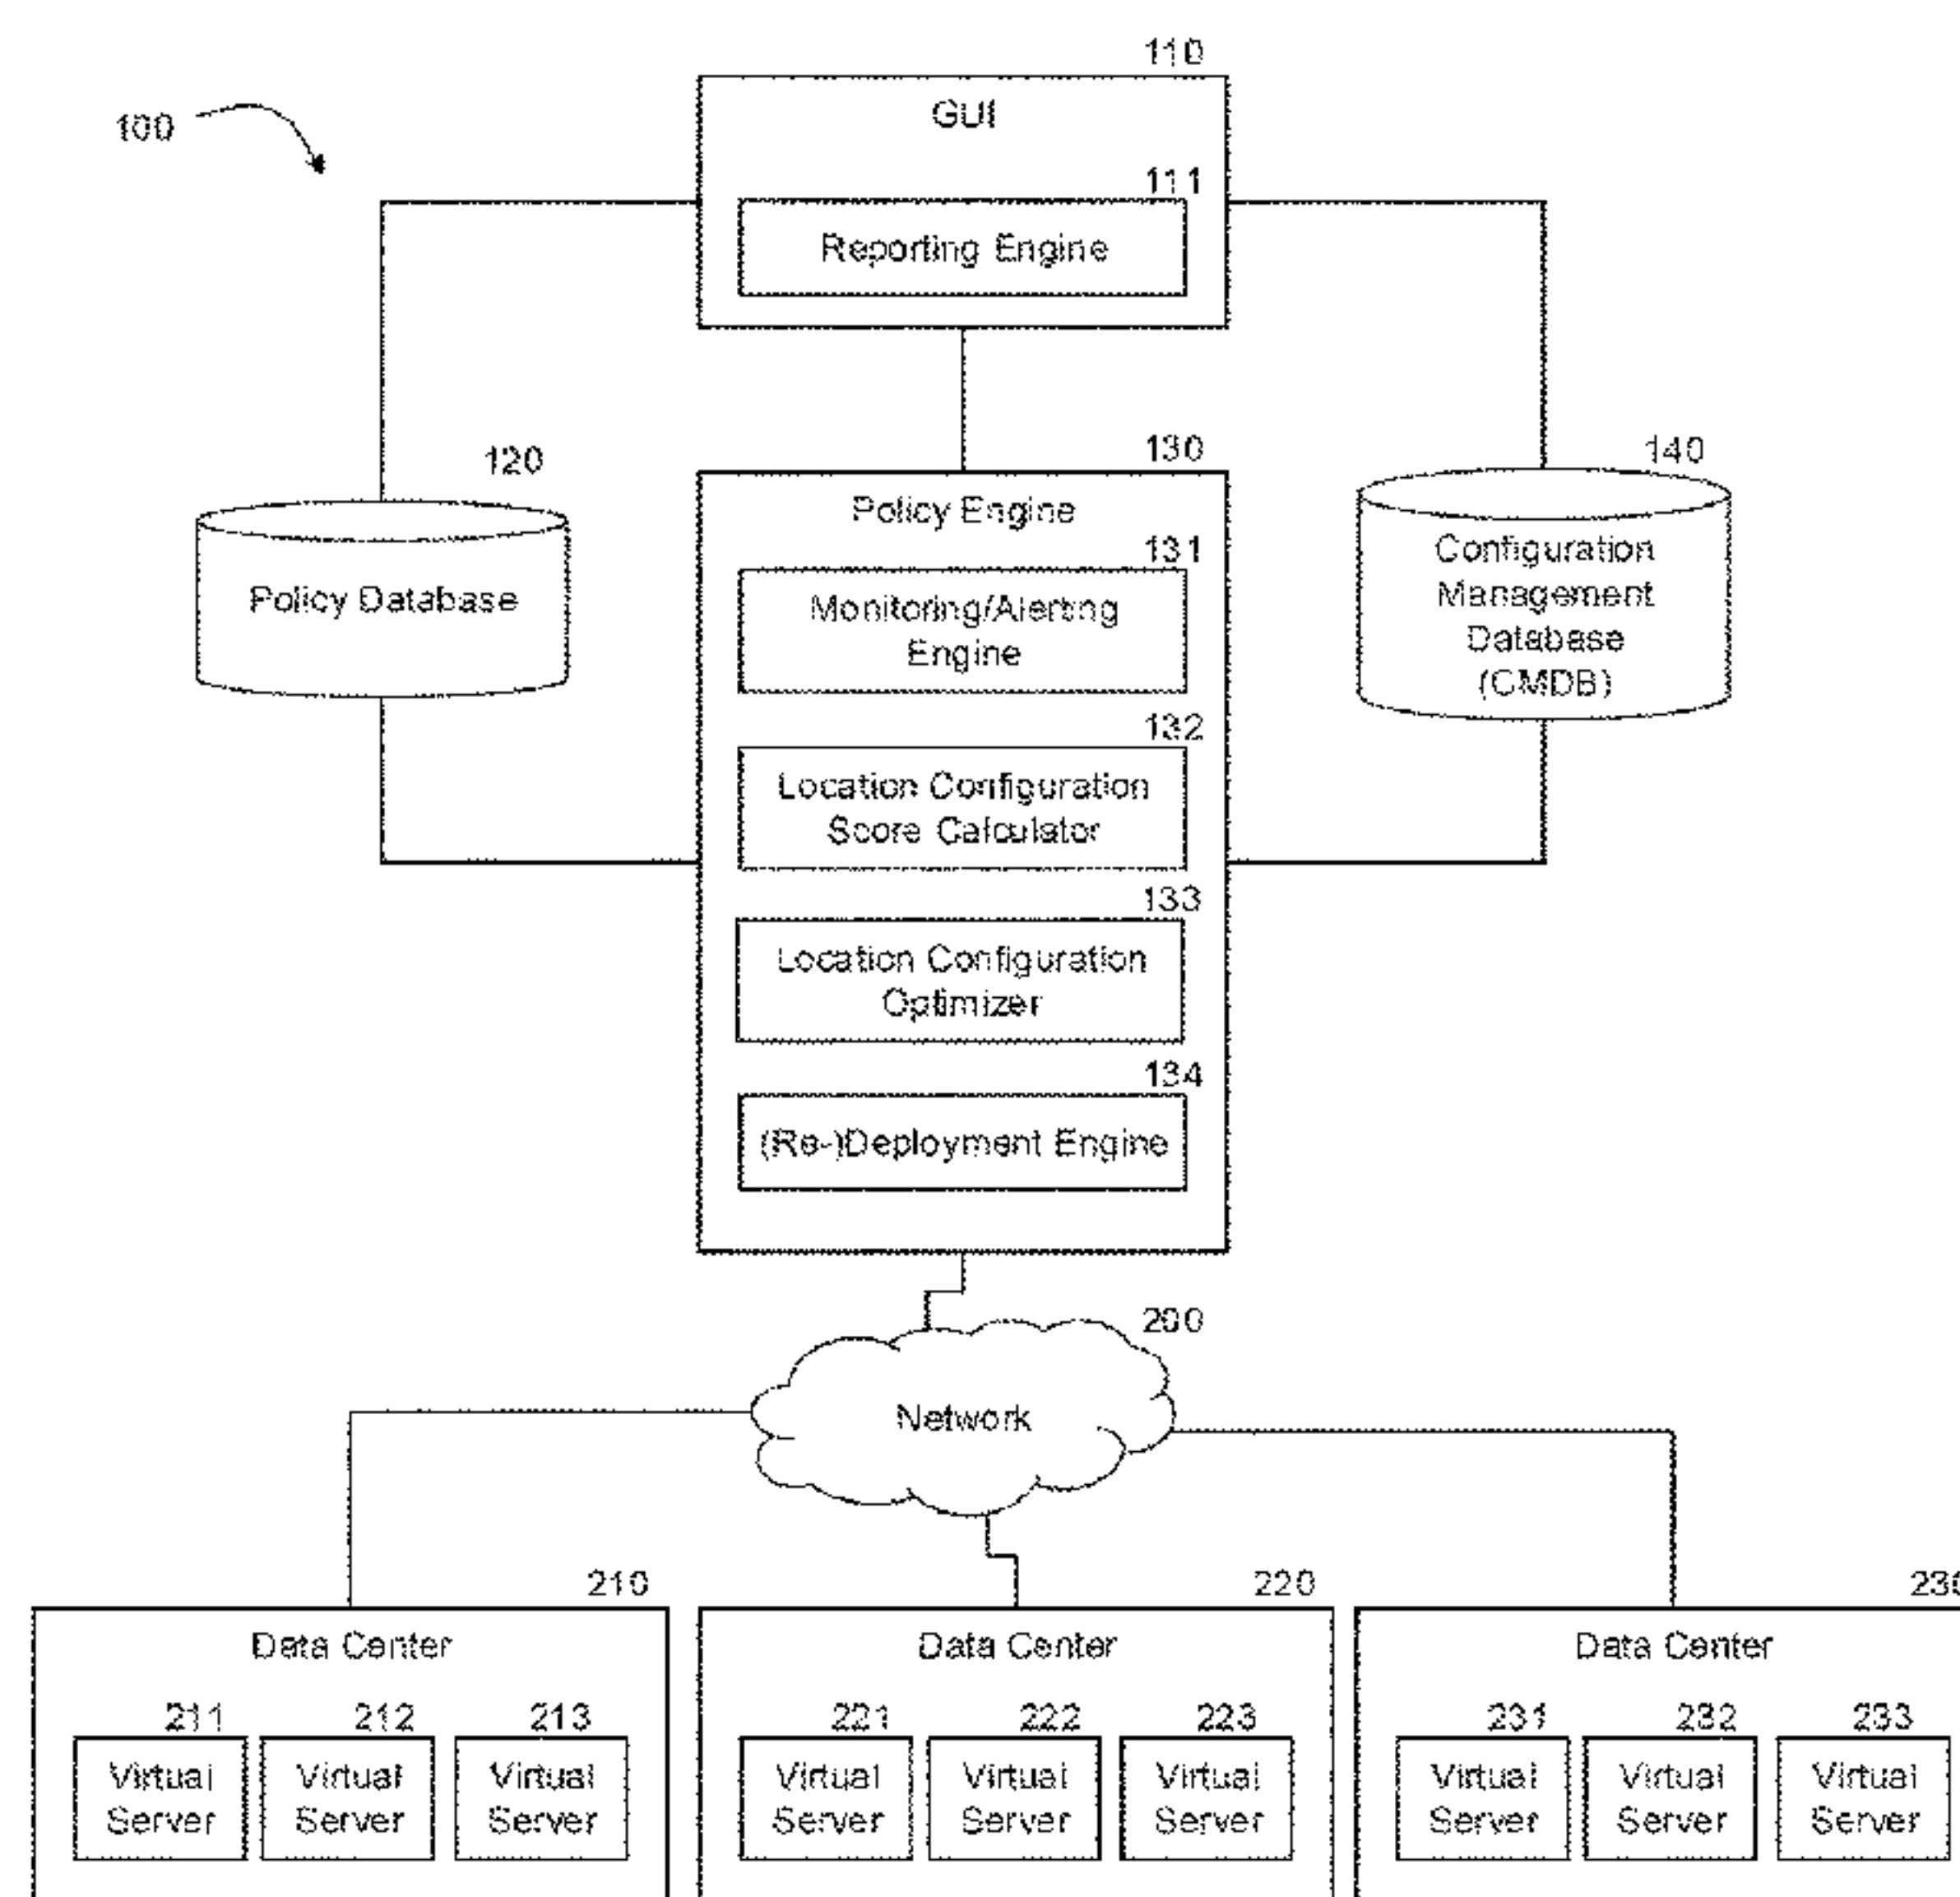 110
GUI
100
111
Reporting Engine
120
130
140
Policy Engine
131
Policy Database
Monitoring/Alerting
Engine
Configuration
Management
Database
(CMDB)
132
Location Configuration
Score Calculator
133
Location Configuration
Optimizer
134
(Re-)Deployment Engine
200
Network
210
220
230
Data Center
Data Center
Data Center
211
212
213
221
222
223
231
232
233
Virtual
Server
Virtual
Server
Virtual
Server
Virtual
Server
Virtual
Server
Virtual
Server
Virtual
Server
Virtual
Server
Virtual
Server